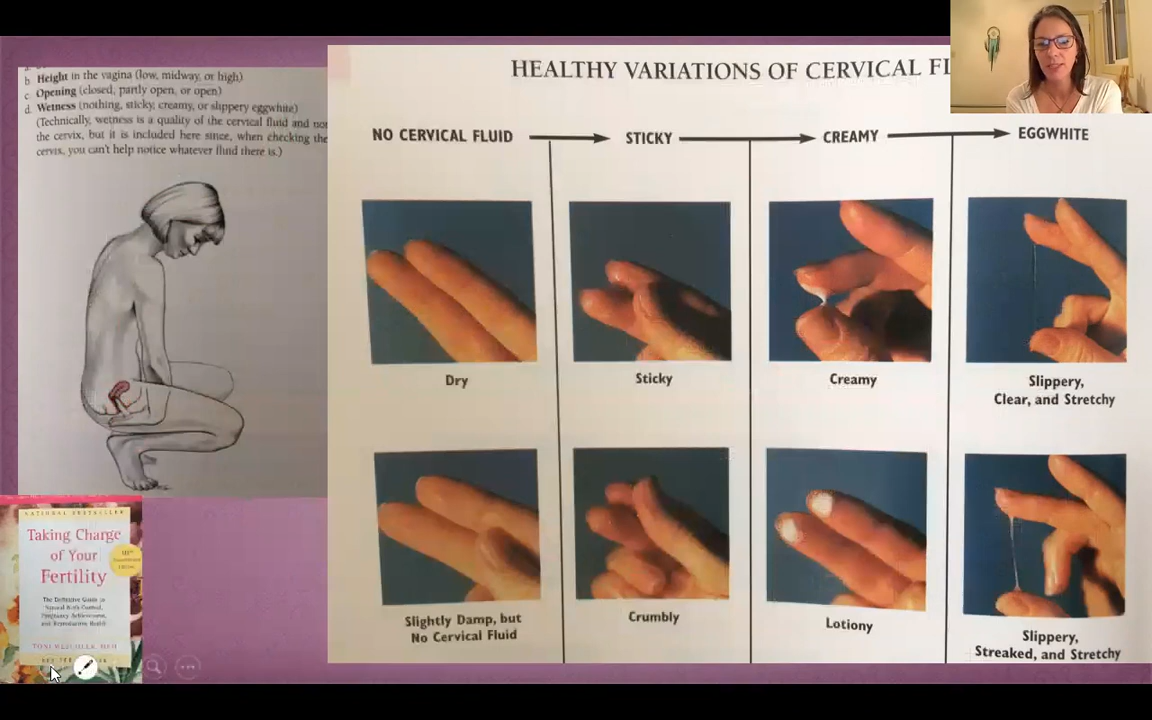 b Height in the vagina (low, midway, or high)
c. Opening (closed, partly open, or open)
d. Wetness (nothing, sticky, creamy, or slippery eggwhite)
(Technically, wetness is a quality of the cervical fluid and not
the cervix, but it is included here since, when checking the
cervix, you can't help notice whatever fluid there is.)
HEALTHY VARIATIONS OF CERVICAL FL
NO CERVICAL FLUID
STICKY
CREAMY
EGGWHITE
Dry
Sticky
Creamy
Slippery,
Clear, and Stretchy
Slightly Damp, but
No Cervical Fluid
Crumbly
Lotiony
Slippery,
Streaked, and Stretchy
NATIONAL BESTSELLER
Taking Charge
of Your
Fertility
The Definitive Guide to
Natural Birth Control,
Pregnancy Achievement,
and Reproductive Health
TONI WESCHLER, MPH